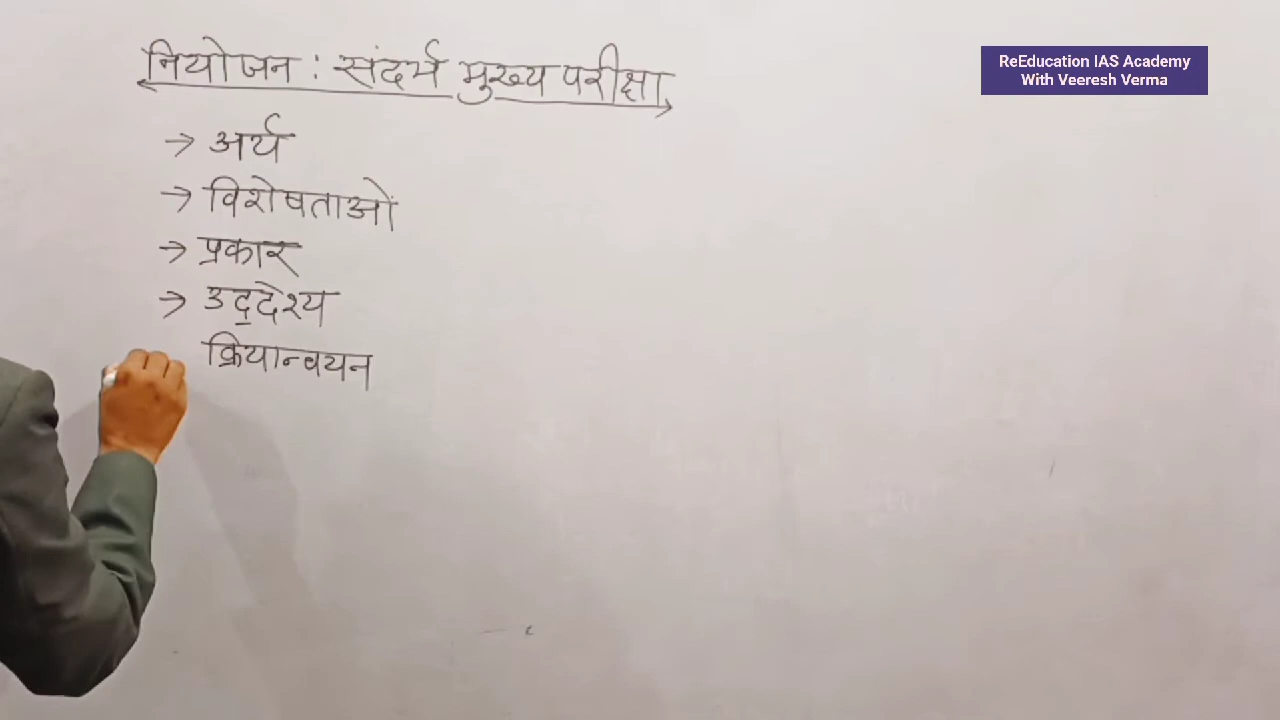 नियोजन : संदर्भ मुख्य परीक्षा
→ अर्थ
→ विशेषताओं
→ प्रकार
→ उद्देश्य
क्रियान्वयन
ReEducation IAS Academy
With Veeresh Verma